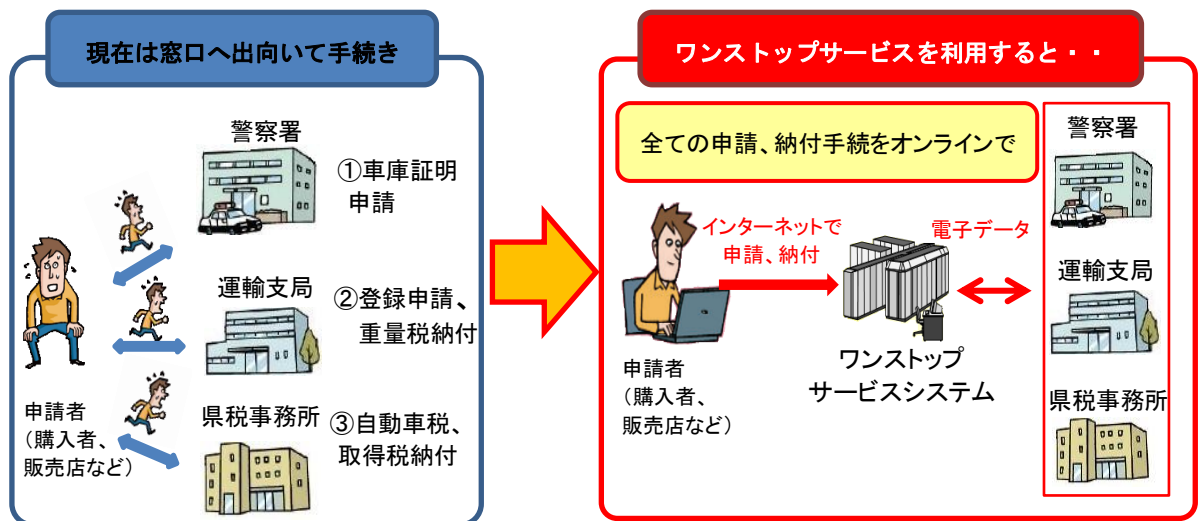 現在は窓口へ出向いて手続き
警察署
①車庫証明
申請
運輸支局
②登録申請、
重量税納付
県税事務所
③自動車税、
取得税納付
申請者
（購入者、
販売店など）
ワンストップサービスを利用すると・・
全ての申請、納付手続をオンラインで
インターネットで
申請、納付
電子データ
申請者
（購入者、
販売店など）
ワンストップ
サービスシステム
警察署
運輸支局
県税事務所